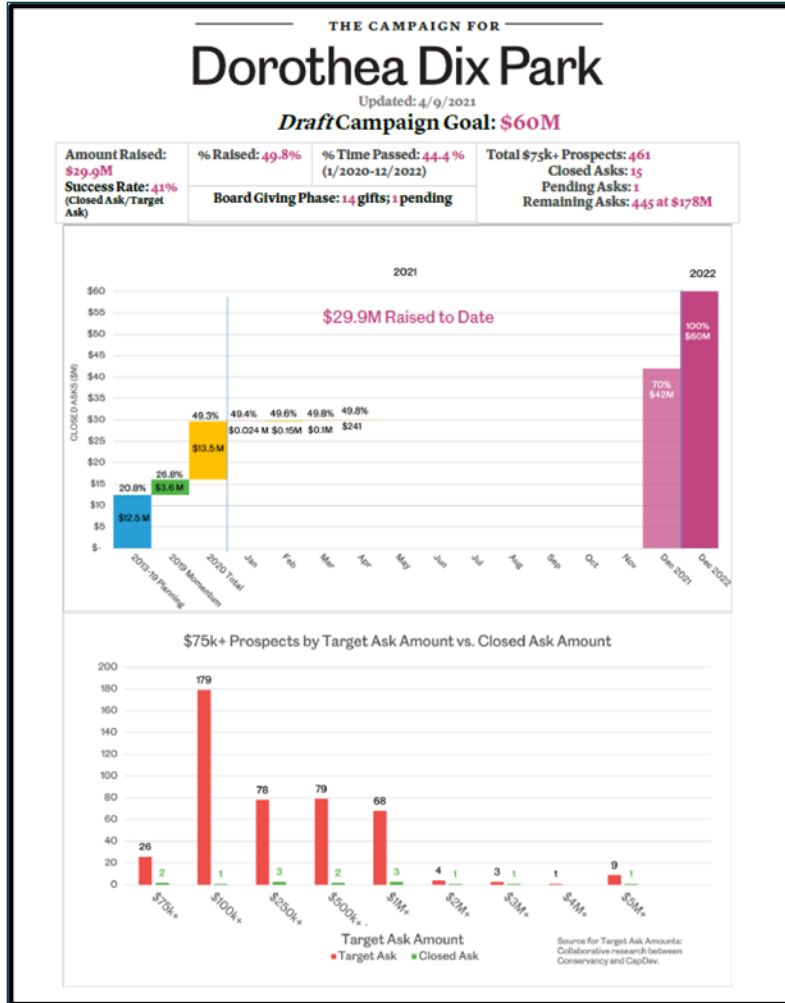 THE CAMPAIGN FOR
Dorothea Dix Park
Updated: 4/9/2021
Draft Campaign Goal: $60M
Amount Raised:
$29.9M
Success Rate: 41%
(Closed Ask/Target
Ask)
% Raised: 49.8%
% Time Passed: 44.4 %
(1/2020-12/2022)
Board Giving Phase: 14 gifts; 1 pending
Total $75k+ Prospects: 461
Closed Asks: 15
Pending Asks: 1
Remaining Asks: 445 at $178M
2021
2022
$29.9M Raised to Date
CLOSED ASKS ($M)
$60
$55
$50
$45
$40
$35
$30
$25
$20
$15
$10
$5
$-
20.8%
$12.5 M
26.8%
$3.6 M
49.3%
$13.5 M
49.4%
$0.024 M
49.6%
$0.15M
49.8%
$0.1M
49.8%
$241
70%
$42M
100%
$60M
2013-19 Planning
2019 Momentum
2020 Total
Jan
Feb
Mar
Apr
May
Jun
Jul
Aug
Sep
Oct
Nov
Dec 2021
Dec 2022
$75k+ Prospects by Target Ask Amount vs. Closed Ask Amount
200
180
160
140
120
100
80
60
40
20
0
26
2
179
1
78
3
79
2
68
3
4
1
3
1
1
9
1
$75k+
$100k+
$250k+
$500k+
$1M+
$2M+
$3M+
$4M+
$5M+
Target Ask Amount
Target Ask
Closed Ask
Source for Target Ask Amounts:
Collaborative research between
Conservancy and CapDev.